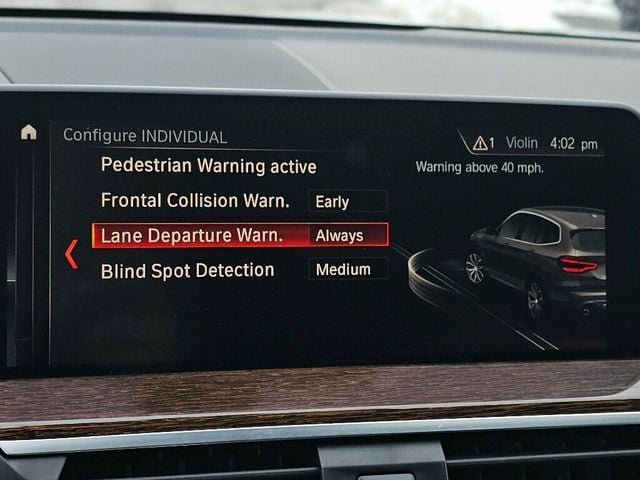 Configure INDIVIDUAL
1 Violin 4:02 pm
Pedestrian Warning active
Warning above 40 mph.
Frontal Collision Warn. Early
Lane Departure Warn. Always
Blind Spot Detection Medium